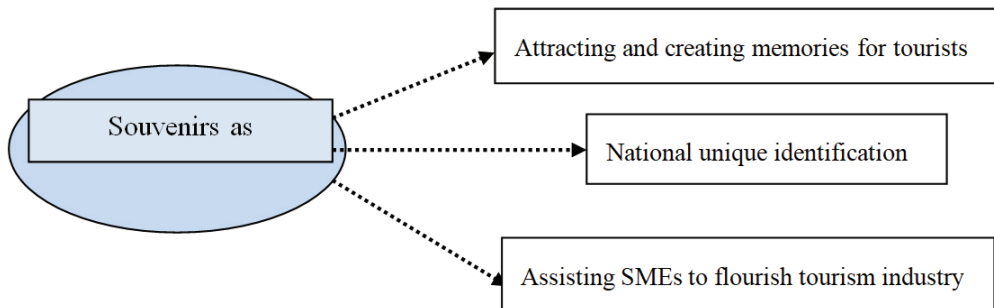 Attracting and creating memories for tourists
Souvenirs as
National unique identification
Assisting SMEs to flourish tourism industry